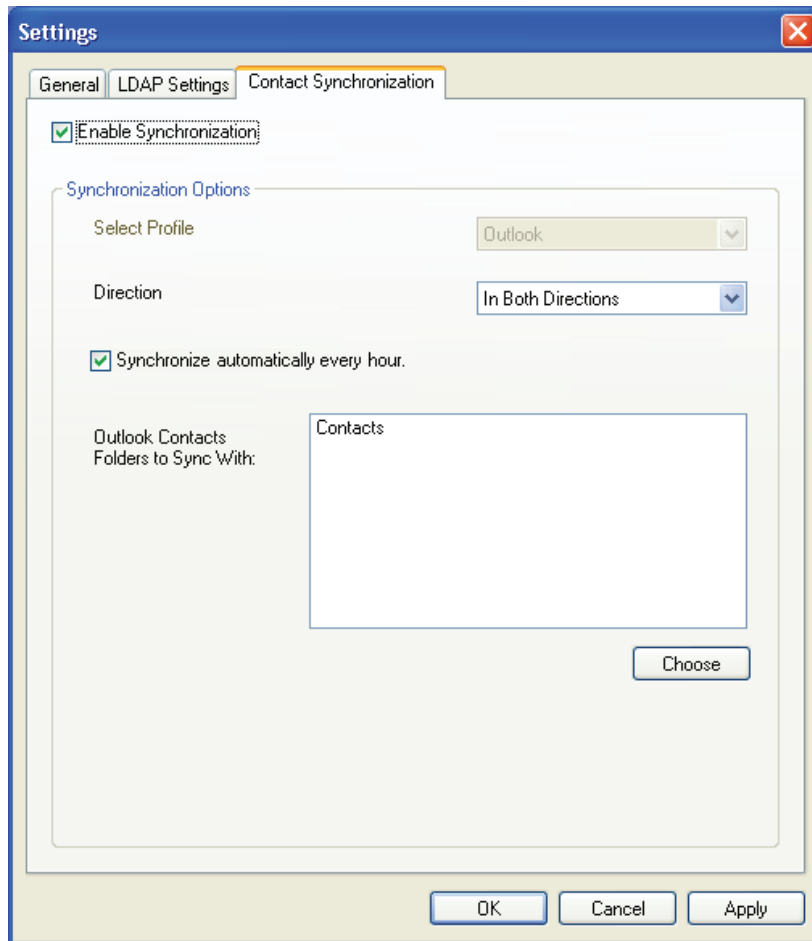 Settings
General
LDAP Settings
Contact Synchronization
Enable Synchronization
Synchronization Options
Select Profile
Outlook
Direction
In Both Directions
Synchronize automatically every hour.
Outlook Contacts
Folders to Sync With:
Contacts
Choose
OK
Cancel
Apply